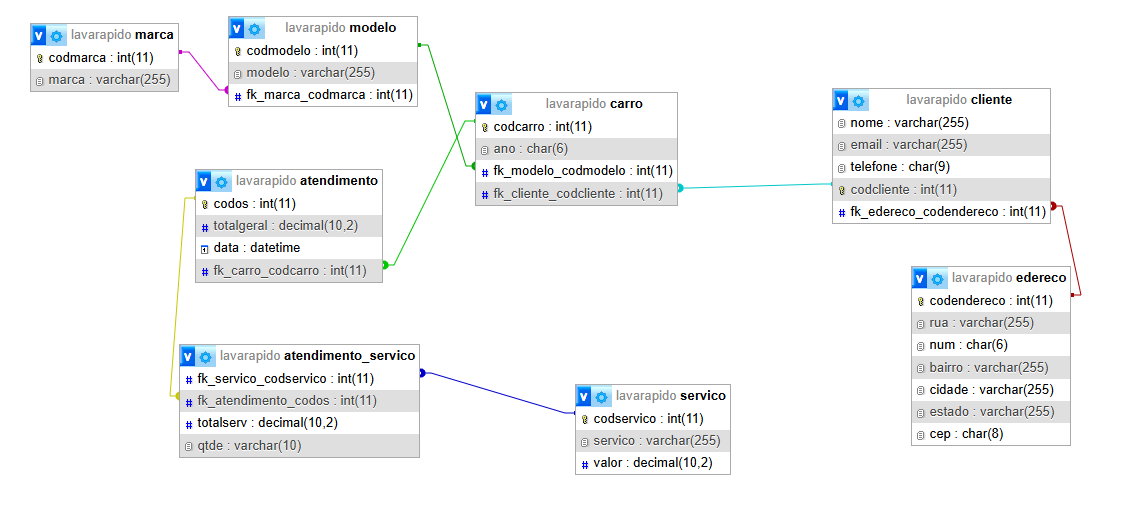 lavarapido marca
codmarca : int(11)
marca : varchar(255)
lavarapido modelo
codmodelo : int(11)
modelo : varchar(255)
fk_marca_codmarca : int(11)
lavarapido carro
codcarro : int(11)
ano : char(6)
fk_modelo_codmodelo : int(11)
fk_cliente_codcliente : int(11)
lavarapido cliente
nome : varchar(255)
email : varchar(255)
telefone : char(9)
codcliente : int(11)
fk_edereco_codendereco : int(11)
lavarapido atendimento
codos : int(11)
totalgeral : decimal(10,2)
data : datetime
fk_carro_codcarro : int(11)
lavarapido edereco
codendereco : int(11)
rua : varchar(255)
num : char(6)
bairro : varchar(255)
cidade : varchar(255)
estado : varchar(255)
cep : char(8)
lavarapido atendimento_servico
fk_servico_codservico : int(11)
fk_atendimento_codos : int(11)
totalserv : decimal(10,2)
qtde : varchar(10)
lavarapido servico
codservico : int(11)
servico : varchar(255)
valor : decimal(10,2)